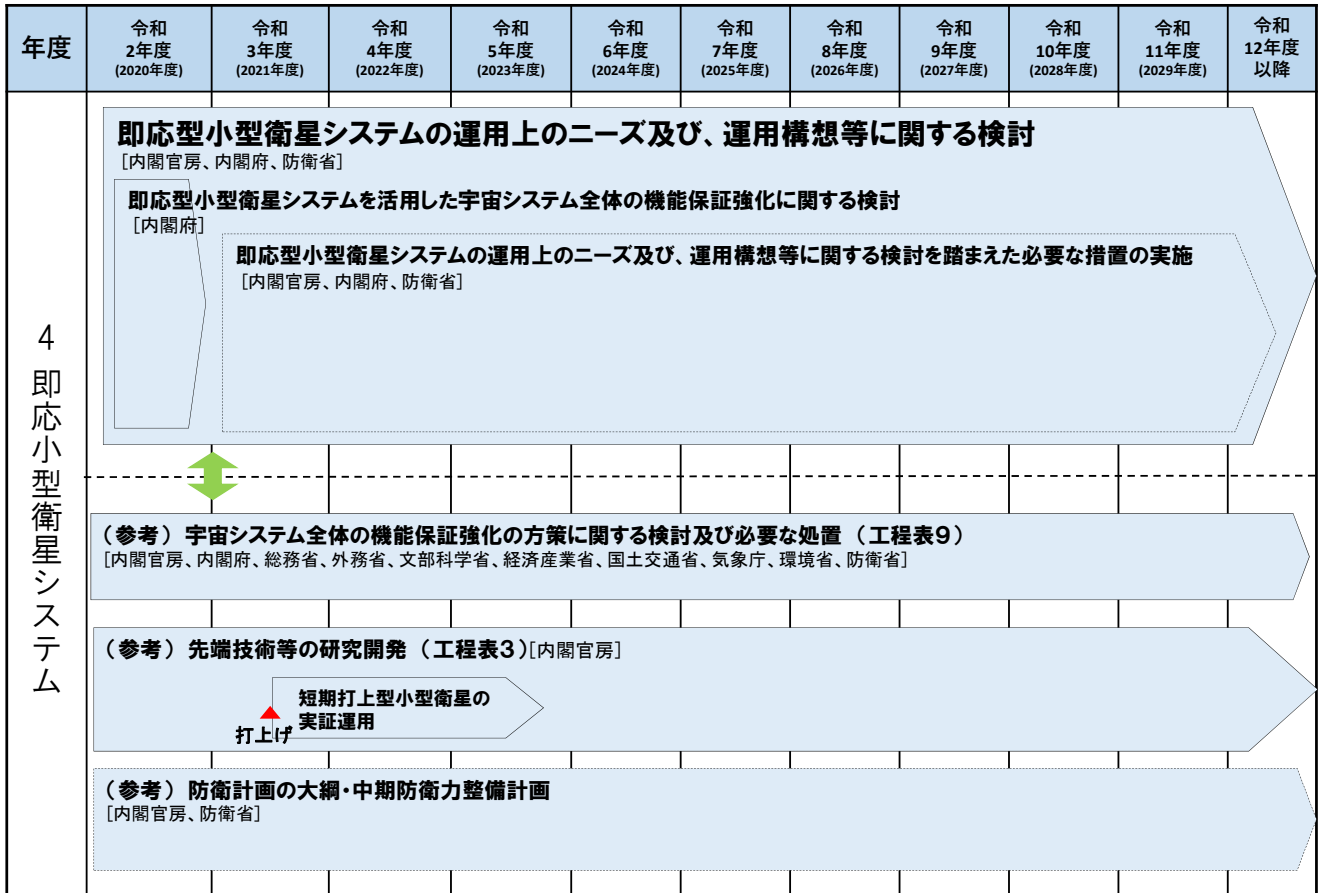 年度
令和
2年度
(2020年度)
令和
3年度
(2021年度)
令和
4年度
(2022年度)
令和
5年度
(2023年度)
令和
6年度
(2024年度)
令和
7年度
(2025年度)
令和
8年度
(2026年度)
令和
9年度
(2027年度)
令和
10年度
(2028年度)
令和
11年度
(2029年度)
令和
12年度
以降
4 即応小型衛星システム
即応型小型衛星システムの運用上のニーズ及び、運用構想等に関する検討
[内閣官房、内閣府、防衛省]
即応型小型衛星システムを活用した宇宙システム全体の機能保証強化に関する検討
[内閣府]
即応型小型衛星システムの運用上のニーズ及び、運用構想等に関する検討を踏まえた必要な措置の実施
[内閣官房、内閣府、防衛省]
(参考) 宇宙システム全体の機能保証強化の方策に関する検討及び必要な処置 (工程表9)
[内閣官房、内閣府、総務省、外務省、文部科学省、経済産業省、国土交通省、気象庁、環境省、防衛省]
(参考) 先端技術等の研究開発 (工程表3)[内閣官房]
短期打上型小型衛星の
実証運用
打上げ
(参考) 防衛計画の大綱・中期防衛力整備計画
[内閣官房、防衛省]